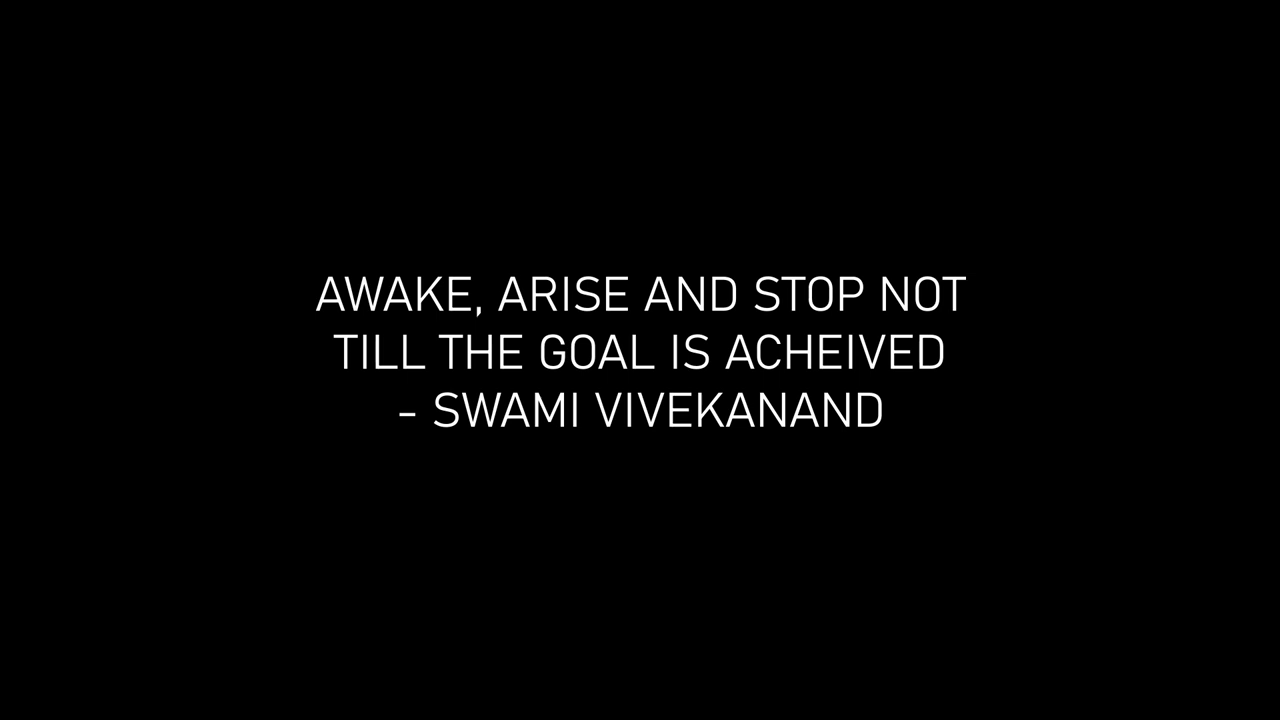 AWAKE, ARISE AND STOP NOT
TILL THE GOAL IS ACHEIVED
- SWAMI VIVEKANAND